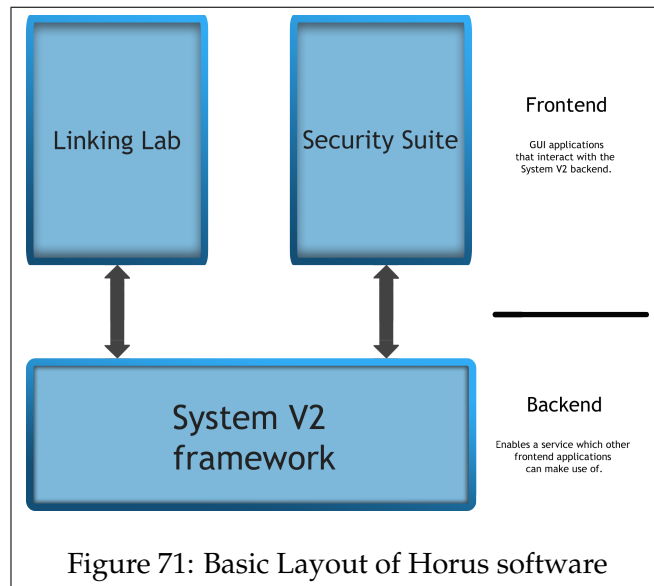 Linking Lab
Security Suite
Frontend
GUI applications
that interact with the
System V2 backend.
System V2
framework
Backend
Enables a service which other
frontend applications
can make use of.
Figure 71: Basic Layout of Horus software